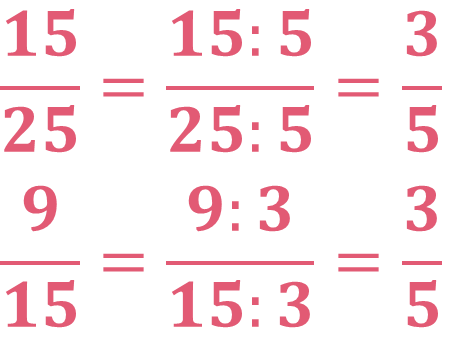 15/25 = 15: 5/25: 5 = 3/5
9/15 = 9: 3/15: 3 = 3/5